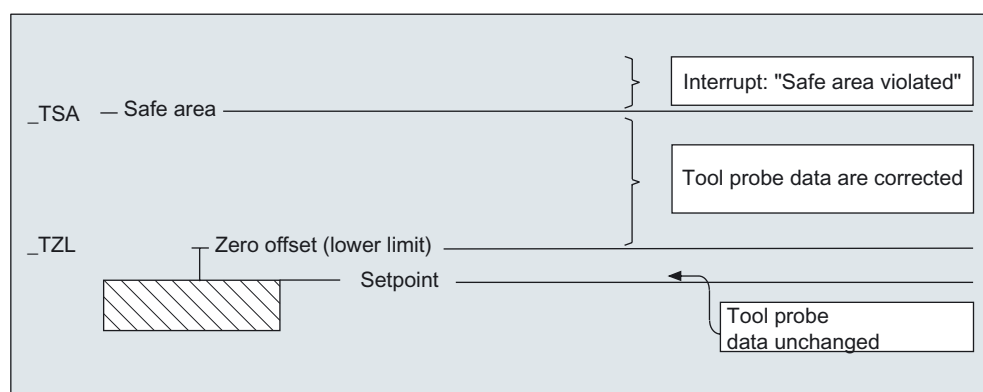 Interrupt: "Safe area violated"
_TSA Safe area
Tool probe data are corrected
_TZL Zero offset (lower limit)
Setpoint
Tool probe
data unchanged